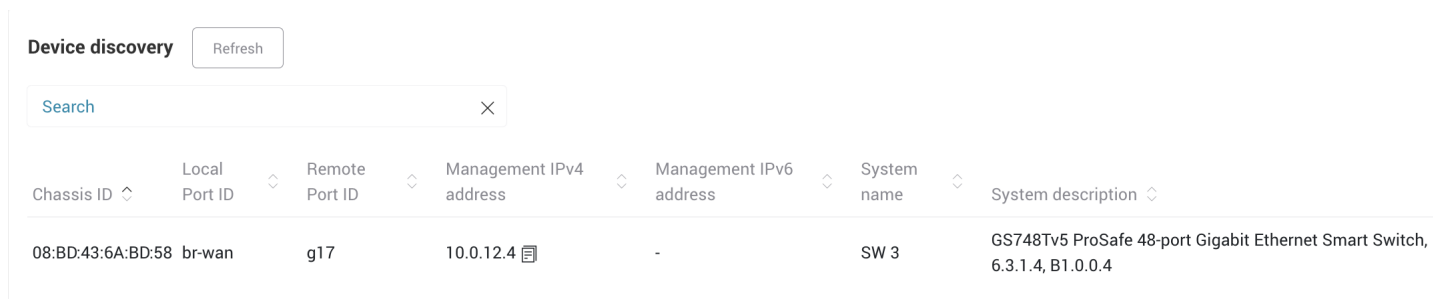 Device discovery Refresh
Search
Chassis ID Local Port ID Remote Port ID Management IPv4 address Management IPv6 address System name System description
08:BD:43:6A:BD:58 br-wan g17 10.0.12.4 - SW 3 GS748Tv5 ProSafe 48-port Gigabit Ethernet Smart Switch,
6.3.1.4, B1.0.0.4